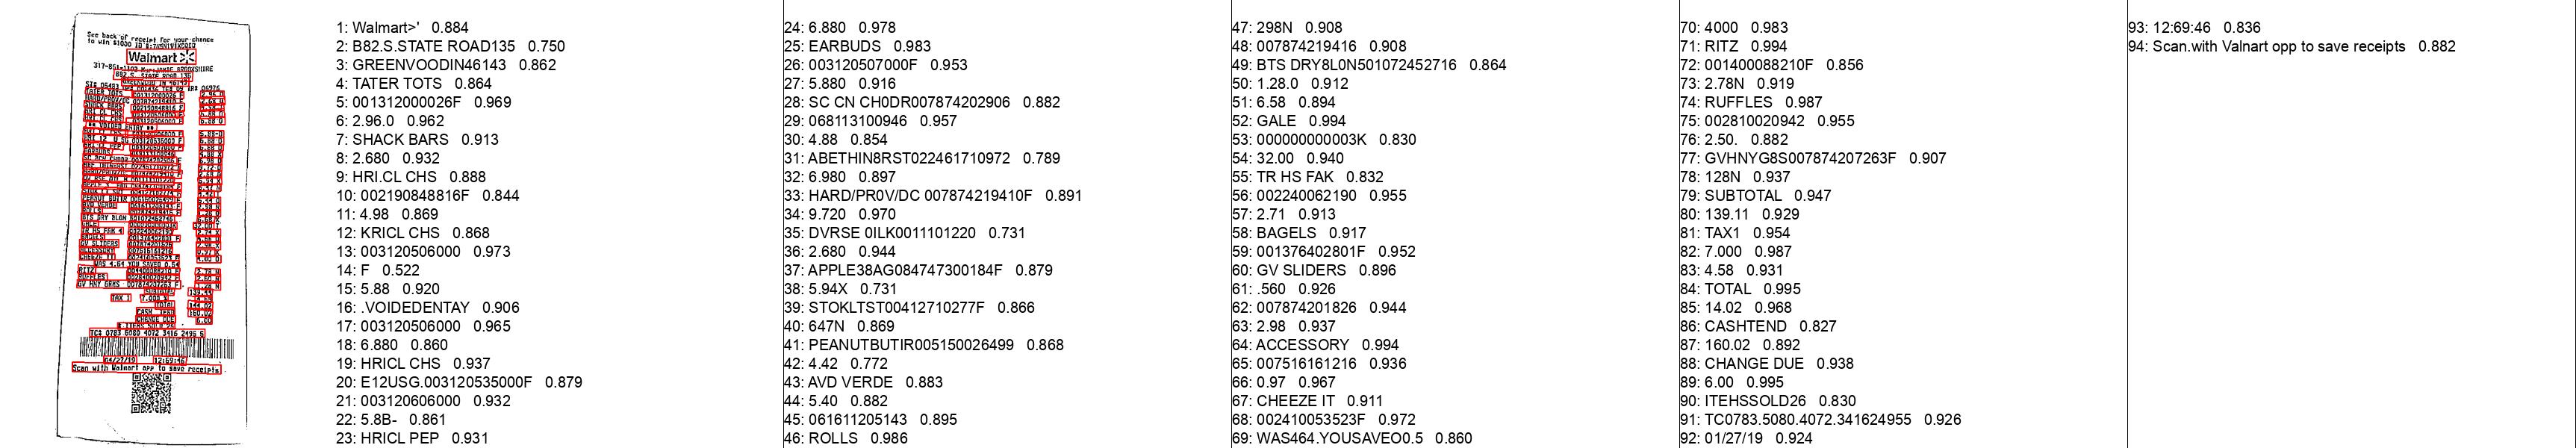 See back of receipt for your chance
to win $1000 ID #:
Walmart
882 S. STATE ROAD 135
TATER TOTS 001312000026 F
** VOIDED ENTRY **
TAX 1 7.000 %
TC# 0783 5080 4072 3416 2495 5
04/27/19 12:59:46
Scan with Walmart app to save receipts
1: Walmart>' 0.884
2: B82.S.STATE ROAD135 0.750
3: GREENVOODIN46143 0.862
4: TATER TOTS 0.864
5: 001312000026F 0.969
6: 2.96.0 0.962
7: SHACK BARS 0.913
8: 2.680 0.932
9: HRI.CL CHS 0.888
10: 002190848816F 0.844
11: 4.98 0.869
12: KRICL CHS 0.868
13: 003120506000 0.973
14: F 0.522
15: 5.88 0.920
16: .VOIDEDENTAY 0.906
17: 003120506000 0.965
18: 6.880 0.860
19: HRICL CHS 0.937
20: E12USG.003120535000F 0.879
21: 003120606000 0.932
22: 5.8B- 0.861
23: HRICL PEP 0.931
24: 6.880 0.978
25: EARBUDS 0.983
26: 003120507000F 0.953
27: 5.880 0.916
28: SC CN CH0DR007874202906 0.882
29: 068113100946 0.957
30: 4.88 0.854
31: ABETHIN8RST022461710972 0.789
32: 6.980 0.897
33: HARD/PR0V/DC 007874219410F 0.891
34: 9.720 0.970
35: DVRSE 0ILK0011101220 0.731
36: 2.680 0.944
37: APPLE38AG084747300184F 0.879
38: 5.94X 0.731
39: STOKLTST00412710277F 0.866
40: 647N 0.869
41: PEANUTBUTIR005150026499 0.868
42: 4.42 0.772
43: AVD VERDE 0.883
44: 5.40 0.882
45: 061611205143 0.895
46: ROLLS 0.986
47: 298N 0.908
48: 007874219416 0.908
49: BTS DRY8L0N501072452716 0.864
50: 1.28.0 0.912
51: 6.58 0.894
52: GALE 0.994
53: 000000000003K 0.830
54: 32.00 0.940
55: TR HS FAK 0.832
56: 002240062190 0.955
57: 2.71 0.913
58: BAGELS 0.917
59: 001376402801F 0.952
60: GV SLIDERS 0.896
61: .560 0.926
62: 007874201826 0.944
63: 2.98 0.937
64: ACCESSORY 0.994
65: 007516161216 0.936
66: 0.97 0.967
67: CHEEZE IT 0.911
68: 002410053523F 0.972
69: WAS464.YOUSAVEO0.5 0.860
70: 4000 0.983
71: RITZ 0.994
72: 001400088210F 0.856
73: 2.78N 0.919
74: RUFFLES 0.987
75: 002810020942 0.955
76: 2.50. 0.882
77: GVHNYG8S007874207263F 0.907
78: 128N 0.937
79: SUBTOTAL 0.947
80: 139.11 0.929
81: TAX1 0.954
82: 7.000 0.987
83: 4.58 0.931
84: TOTAL 0.995
85: 14.02 0.968
86: CASHTEND 0.827
87: 160.02 0.892
88: CHANGE DUE 0.938
89: 6.00 0.995
90: ITEHSSOLD26 0.830
91: TC0783.5080.4072.341624955 0.926
92: 01/27/19 0.924
93: 12:69:46 0.836
94: Scan.with Valnart opp to save receipts 0.882